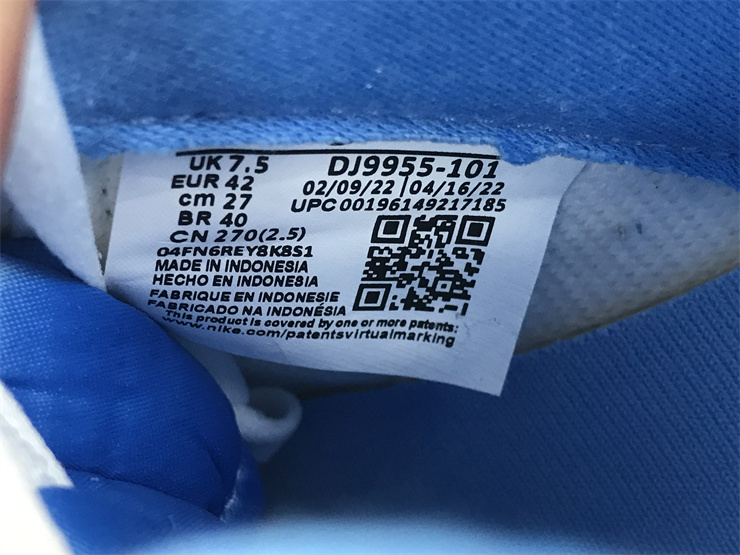 UK 7.5
EUR 42
cm 27
BR 40
CN 270(2.5)
DJ9955-101
02/09/22 | 04/16/22
UPC00196149217185
04FN6REY8K8S1
MADE IN INDONESIA
HECHO EN INDONESIA
FABRIQUE EN INDONESIE
FABRICADO NA INDONÉSIA
This product is covered by one or more patents:
www.nike.com/patentsvirtualmarking